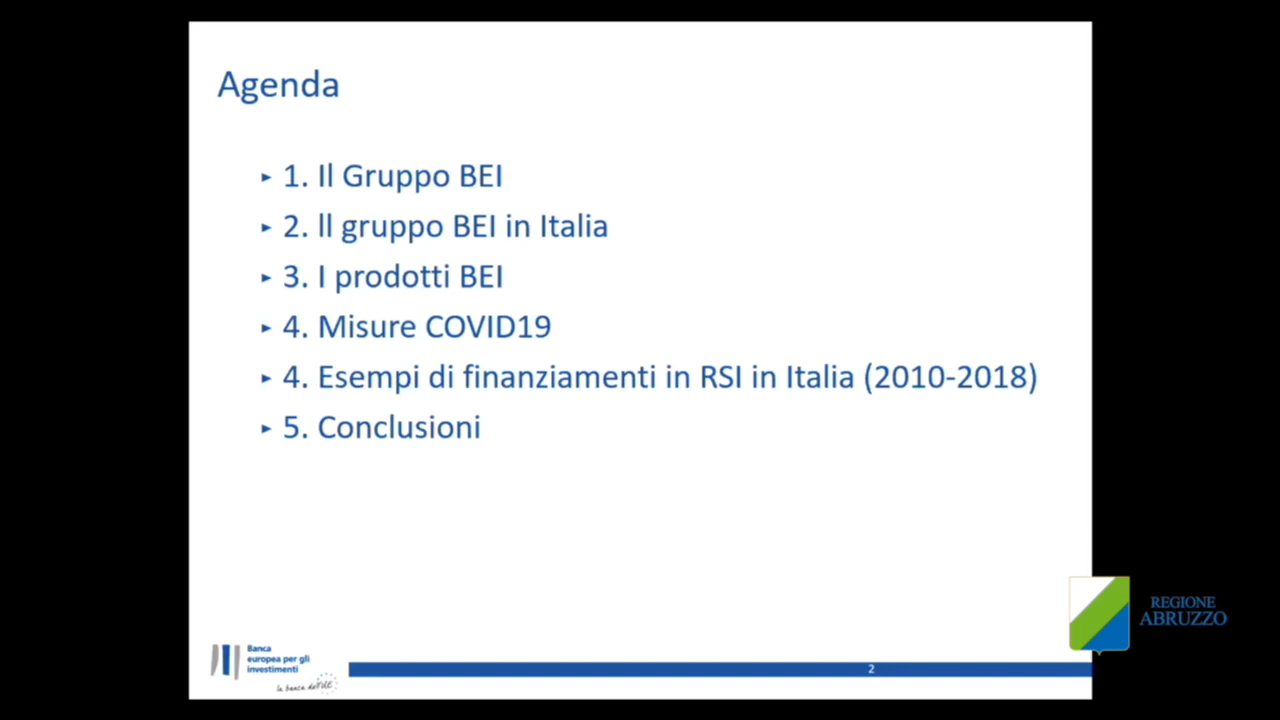 Agenda
▸ 1. Il Gruppo BEI
▸ 2. ll gruppo BEI in Italia
▸ 3. I prodotti BEI
▸ 4. Misure COVID19
▸ 4. Esempi di finanziamenti in RSI in Italia (2010-2018)
▸ 5. Conclusioni
REGIONE
ABRUZZO
Banca
europea per gli
investimenti
la banca dell'UE
2